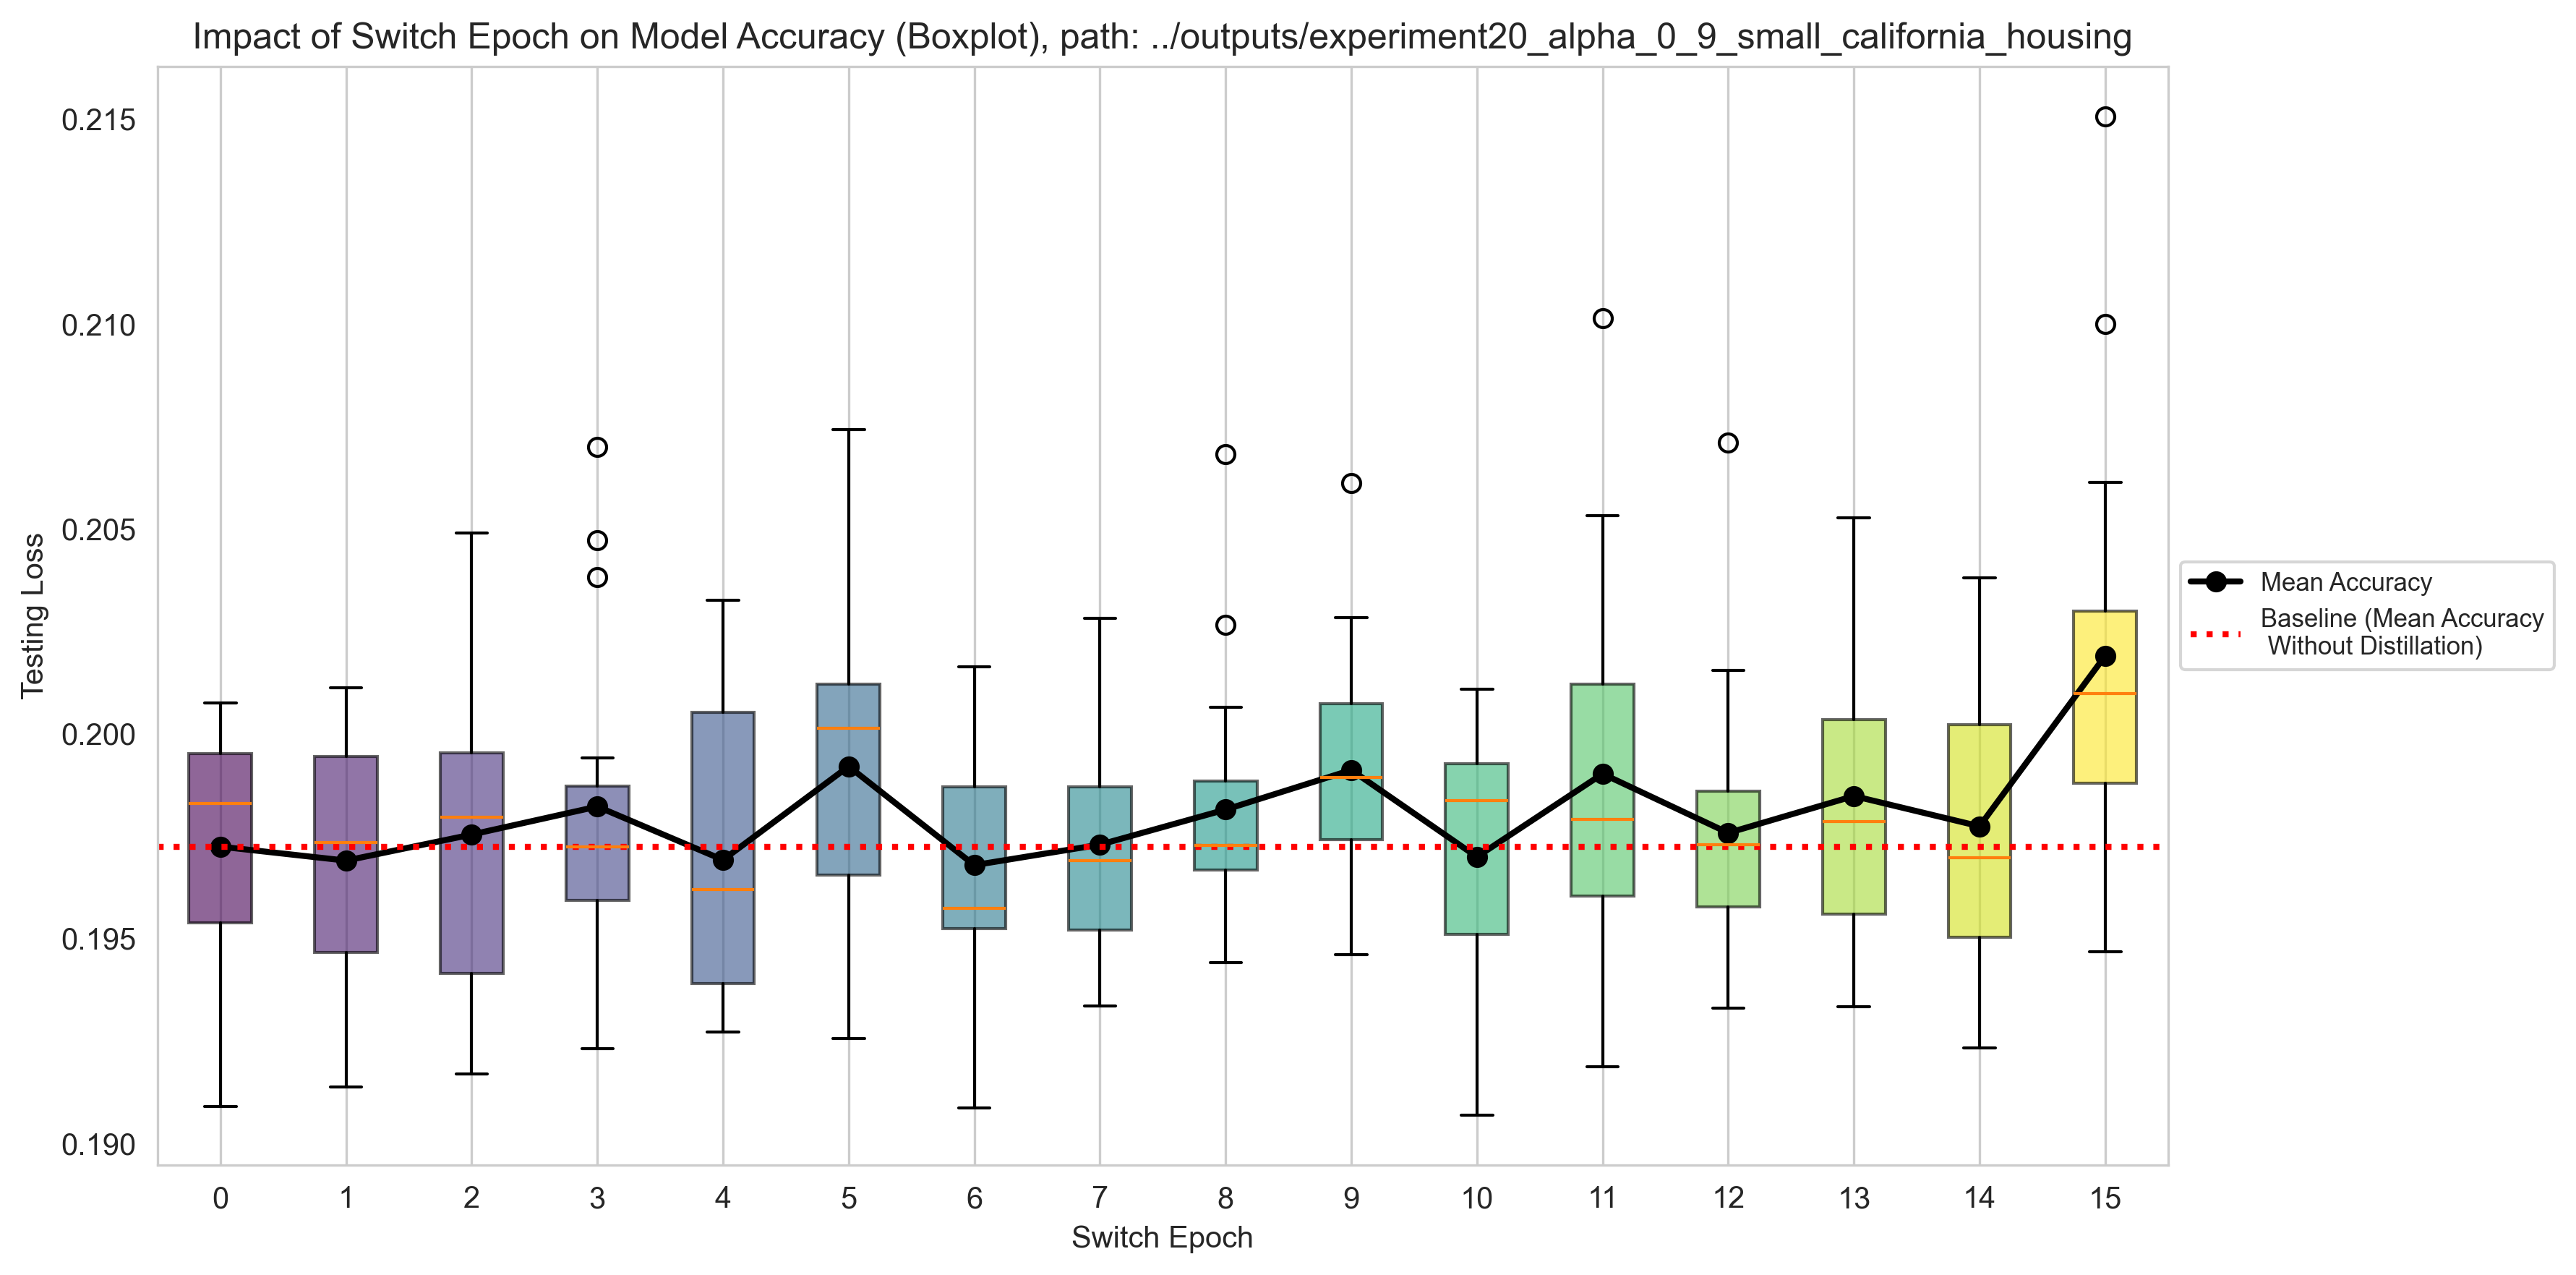 Impact of Switch Epoch on Model Accuracy (Boxplot), path: ../outputs/experiment20_alpha_0_9_small_california_housing
Testing Loss
0.215
0.210
0.205
0.200
0.195
0.190
0 1 2 3 4 5 6 7 8 9 10 11 12 13 14 15
Switch Epoch
Mean Accuracy
Baseline (Mean Accuracy
Without Distillation)